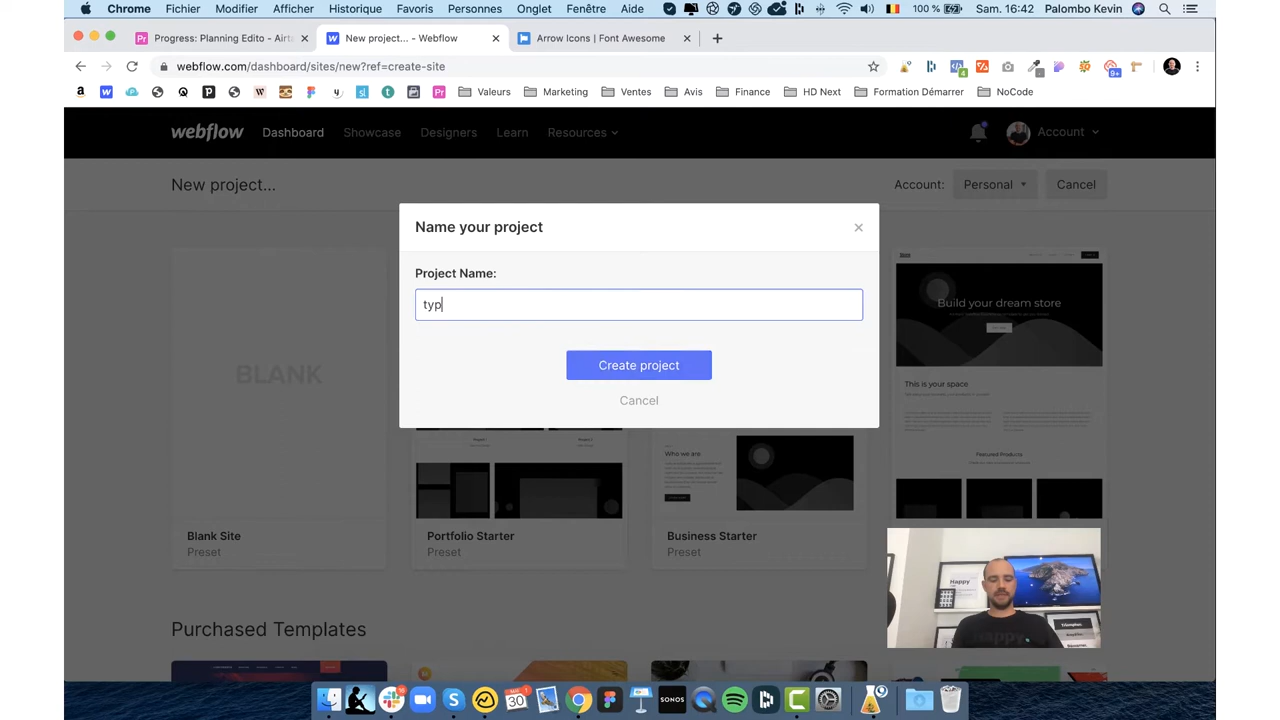 Chrome Fichier Modifier Afficher Historique Favoris Personnes Onglet Fenêtre Aide 100 % Sam. 16:42 Palombo Kevin
Progress: Planning Edito - Airta New project... - Webflow Arrow Icons | Font Awesome
webflow.com/dashboard/sites/new?ref=create-site
Valeurs Marketing Ventes Avis Finance HD Next Formation Démarrer NoCode
webflow Dashboard Showcase Designers Learn Resources Account
New project... Account: Personal Cancel
Name your project
Project Name:
typ
Create project
Cancel
BLANK
Build your dream store
This is your space
Who we are
Featured Products
Blank Site
Preset
Portfolio Starter
Preset
Business Starter
Preset
Happy
Purchased Templates
30
SONOS